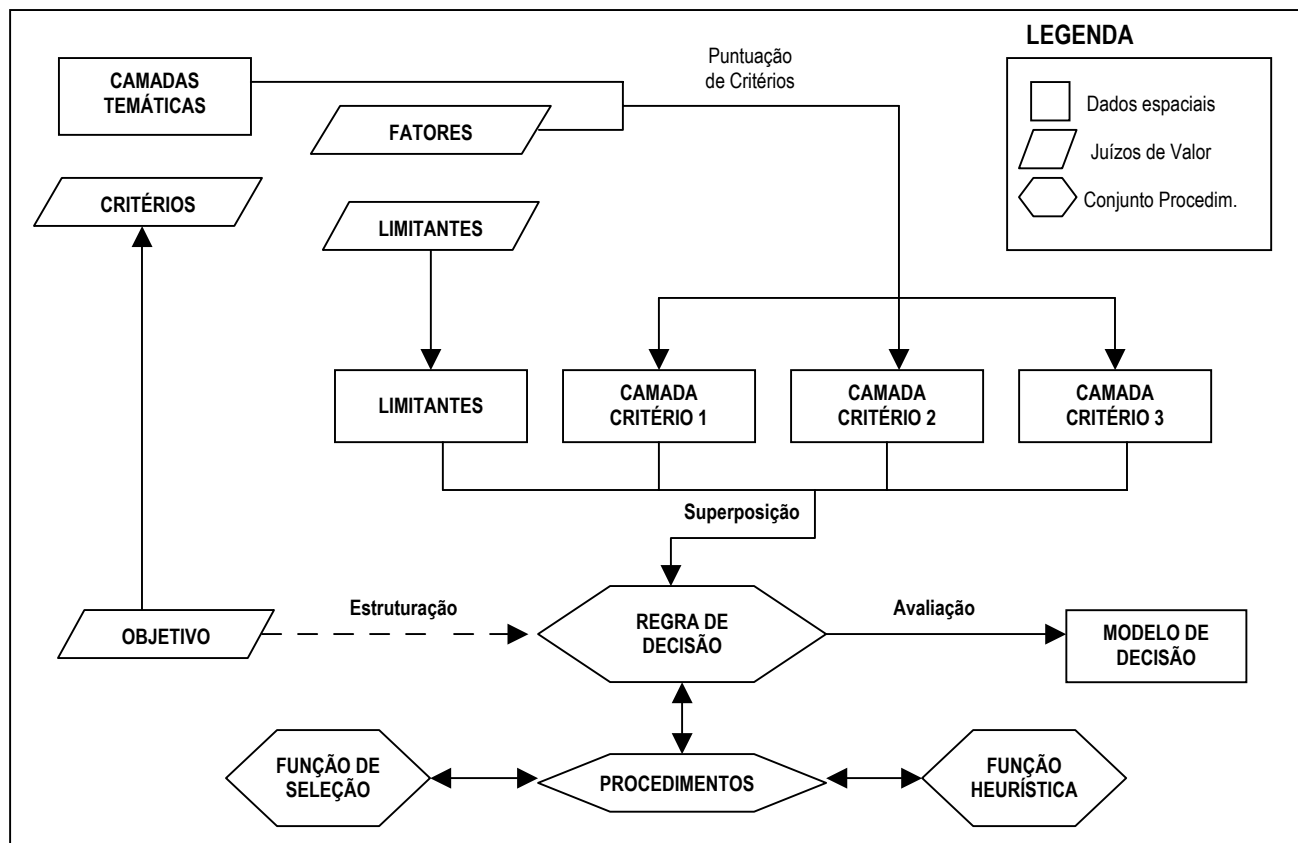 LEGENDA
CAMADAS
TEMÁTICAS
Puntuação
de Critérios
Dados espaciais
FATORES
Juízos de Valor
CRITÉRIOS
Conjunto Procedim.
LIMITANTES
LIMITANTES
CAMADA
CRITÉRIO 1
CAMADA
CRITÉRIO 2
CAMADA
CRITÉRIO 3
Superposição
Estruturação
Avaliação
OBJETIVO
REGRA DE
DECISÃO
MODELO DE
DECISÃO
FUNÇÃO DE
SELEÇÃO
PROCEDIMENTOS
FUNÇÃO
HEURÍSTICA